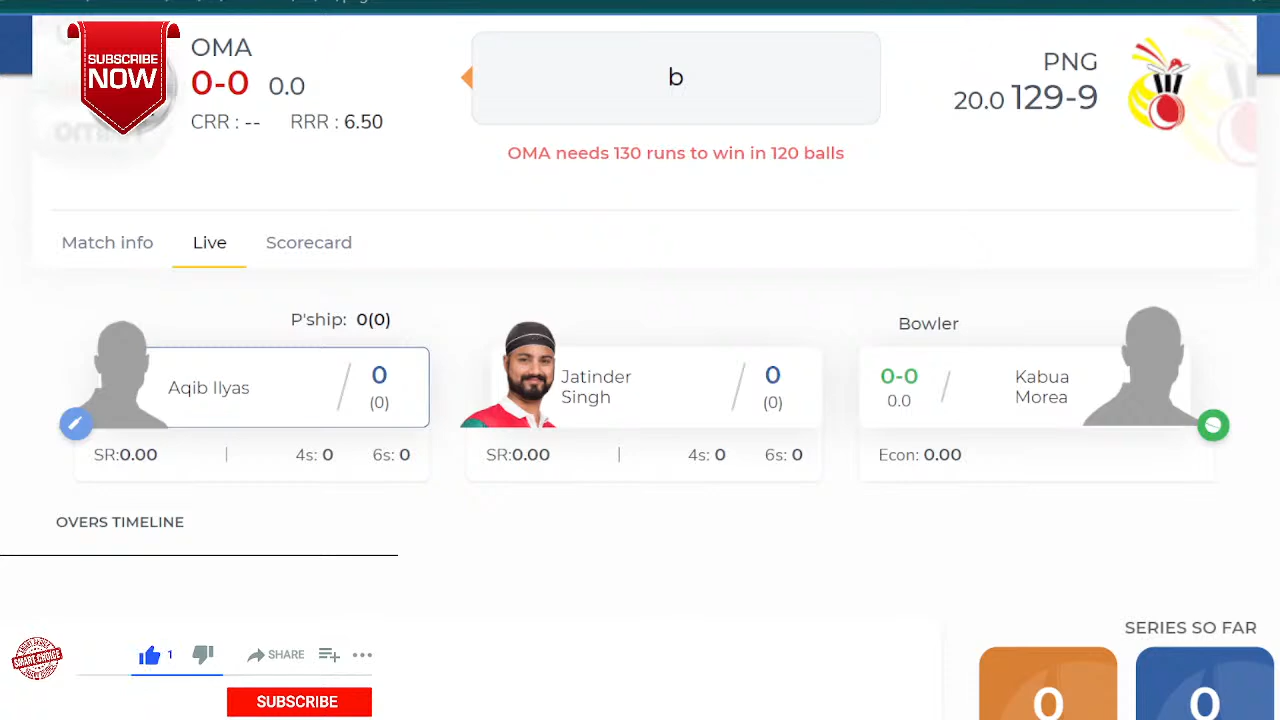 SUBSCRIBE
NOW
OMA
0-0 0.0
CRR : -- RRR : 6.50
b
PNG
20.0 129-9
OMA needs 130 runs to win in 120 balls
Match info Live Scorecard
P'ship: 0(0)
Aqib Ilyas
0
(0)
SR:0.00 | 4s: 0 6s: 0
Jatinder
Singh
0
(0)
SR:0.00 | 4s: 0 6s: 0
Bowler
0-0
0.0
Kabua
Morea
Econ: 0.00
OVERS TIMELINE
SMART CHOICE
1 SHARE
SUBSCRIBE
SERIES SO FAR
0 0